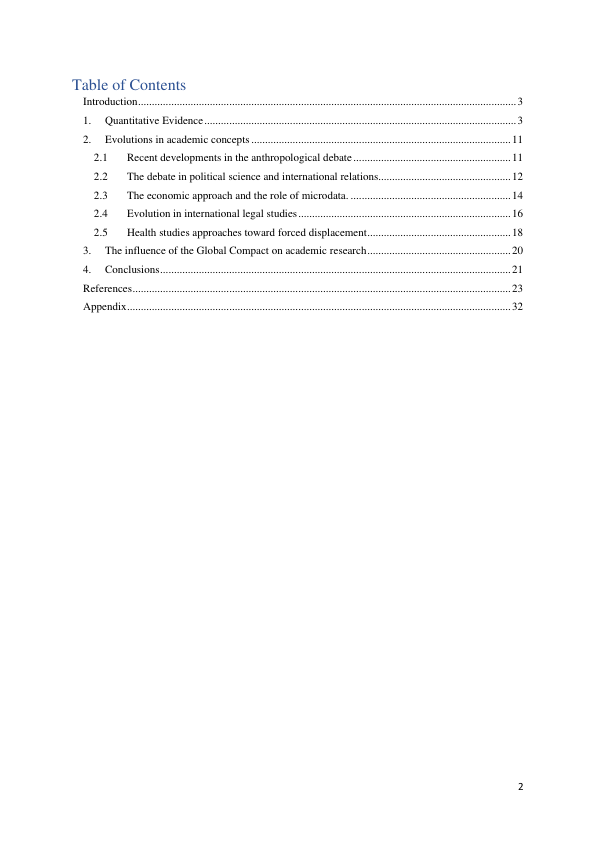 Table of Contents
Introduction 3
1. Quantitative Evidence 3
2. Evolutions in academic concepts 11
2.1 Recent developments in the anthropological debate 11
2.2 The debate in political science and international relations 12
2.3 The economic approach and the role of microdata. 14
2.4 Evolution in international legal studies 16
2.5 Health studies approaches toward forced displacement 18
3. The influence of the Global Compact on academic research 20
4. Conclusions 21
References 23
Appendix 32
2